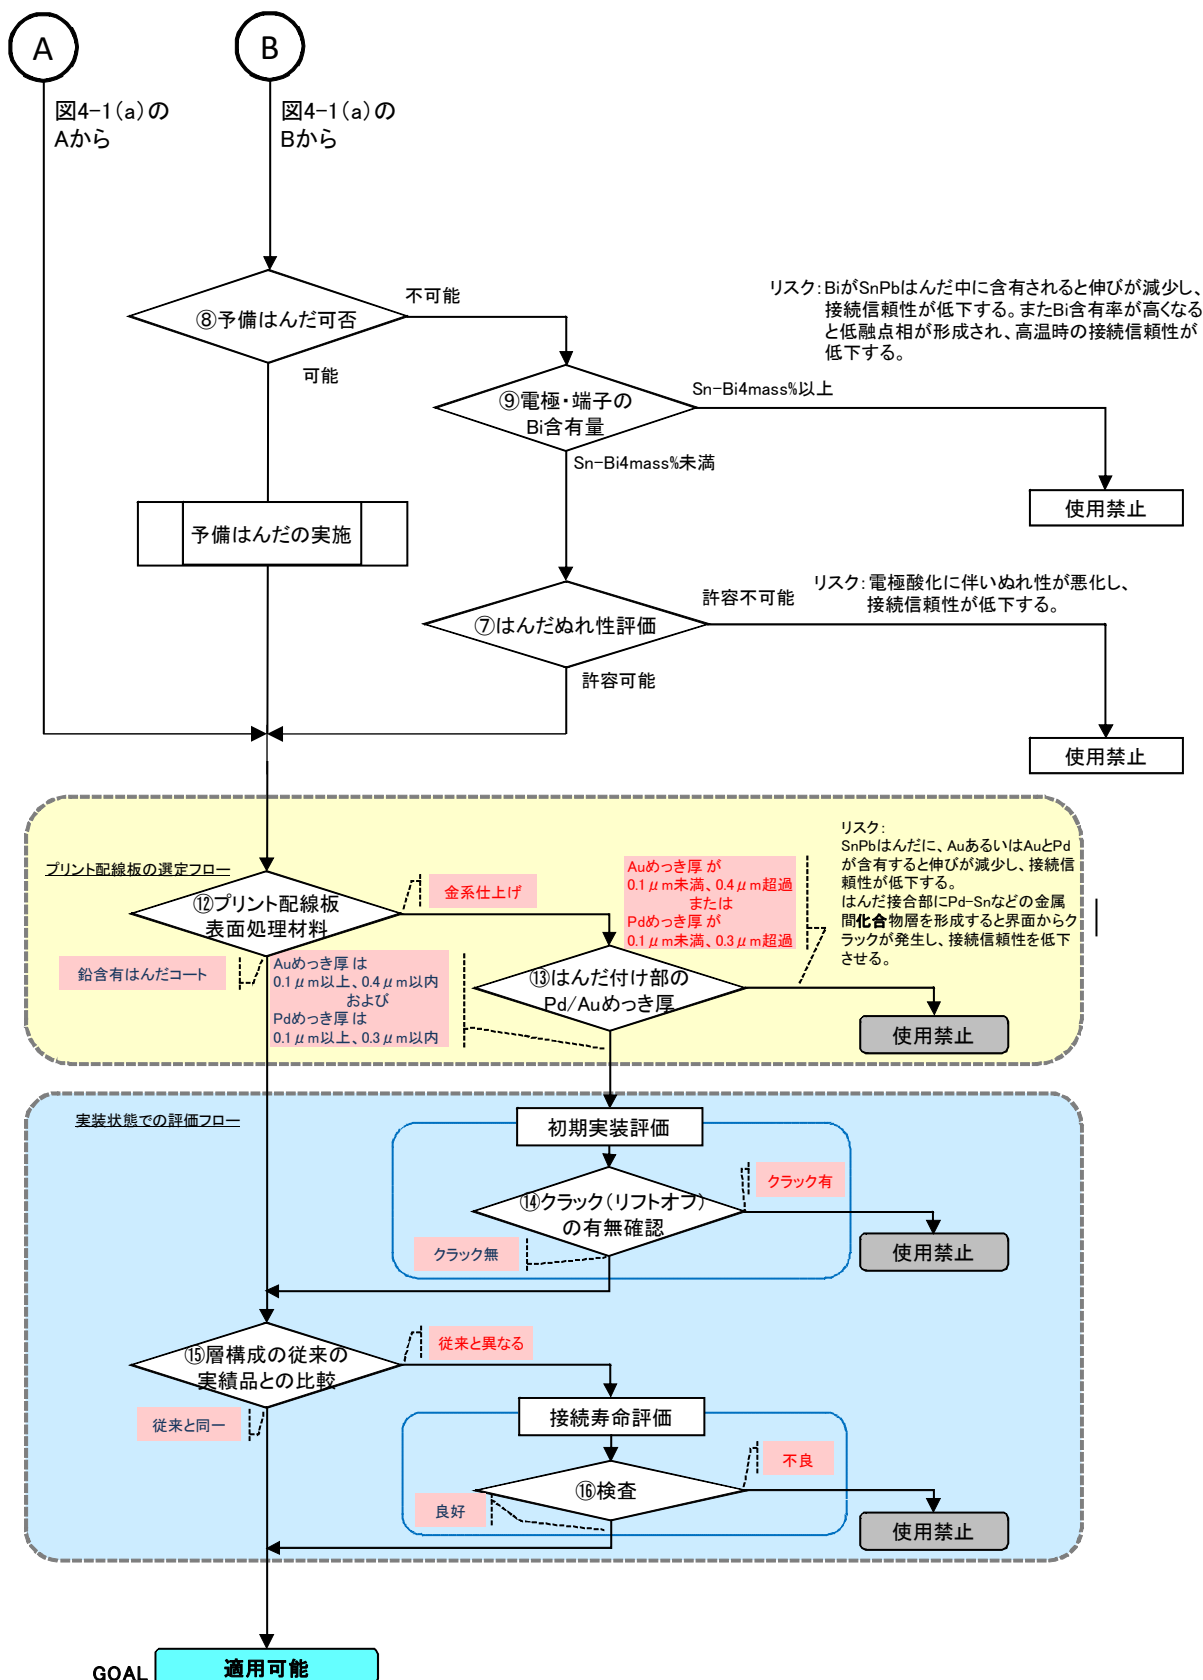 A
B
図4-1(a)の
Aから
図4-1(a)の
Bから
⑧予備はんだ可否
不可能
可能
リスク：BiがSnPbはんだ中に含有されると伸びが減少し、
接続信頼性が低下する。またBi含有率が高くなる
と低融点相が形成され、高温時の接続信頼性が
低下する。
⑨電極・端子の
Bi含有量
Sn-Bi4mass%以上
Sn-Bi4mass%未満
使用禁止
予備はんだの実施
⑦はんだぬれ性評価
許容不可能
リスク：電極酸化に伴いぬれ性が悪化し、
接続信頼性が低下する。
許容可能
使用禁止
プリント配線板の選定フロー
⑫プリント配線板
表面処理材料
金系仕上げ
鉛含有はんだコート
Auめっき厚 が
0.1μm未満、0.4μm超過
または
Pdめっき厚 が
0.1μm未満、0.3μm超過
リスク：
SnPbはんだに、AuあるいはAuとPd
が含有すると伸びが減少し、接続信
頼性が低下する。
はんだ接合部にPd-Snなどの金属
間化合物層を形成すると界面からク
ラックが発生し、接続信頼性を低下
させる。
Auめっき厚 は
0.1μm以上、0.4μm以内
および
Pdめっき厚 は
0.1μm以上、0.3μm以内
⑬はんだ付け部の
Pd/Auめっき厚
使用禁止
実装状態での評価フロー
初期実装評価
⑭クラック(リフトオフ)
の有無確認
クラック有
クラック無
使用禁止
⑮層構成の従来の
実績品との比較
従来と異なる
従来と同一
接続寿命評価
⑯検査
不良
良好
使用禁止
GOAL
適用可能